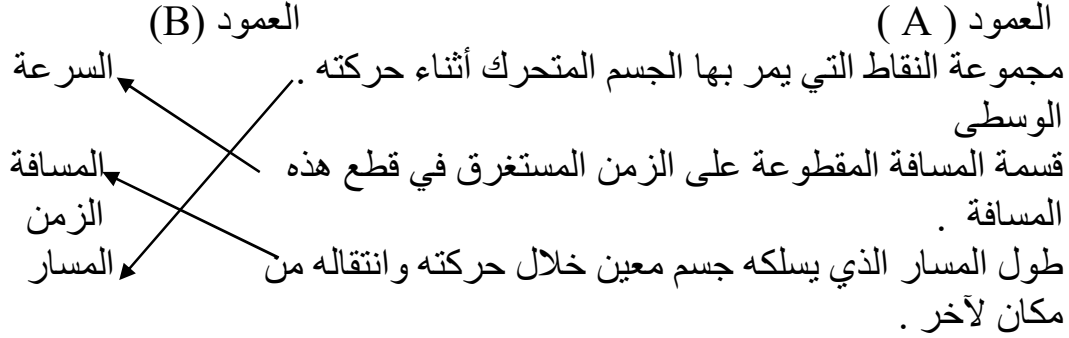 العمود ( A ) العمود (B)
مجموعة النقاط التي يمر بها الجسم المتحرك أثناء حركته . السرعة
الوسطى
قسمة المسافة المقطوعة على الزمن المستغرق في قطع هذه المسافة
المسافة . الزمن
طول المسار الذي يسلكه جسم معين خلال حركته وانتقاله من المسار
مكان لآخر .